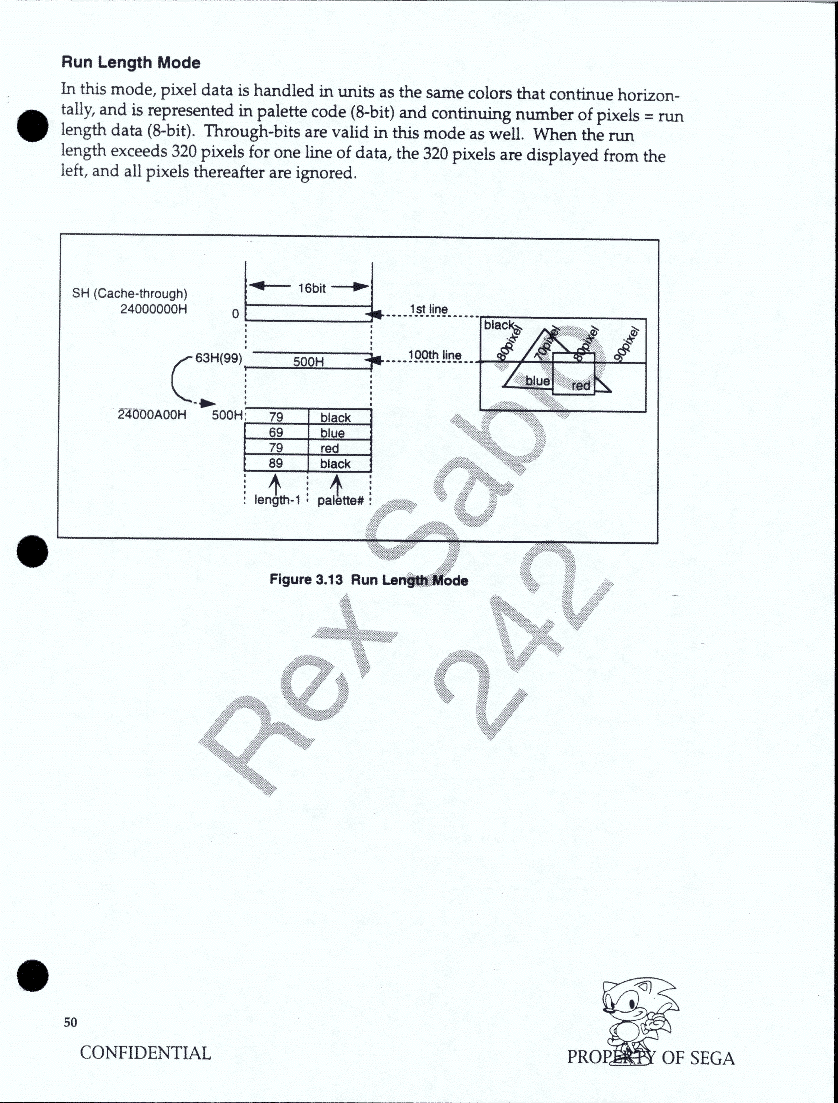 Run Length Mode
In this mode, pixel data is handled in units as the same colors that continue horizon-
tally, and is represented in palette code (8-bit) and continuing number of pixels = run
length data (8-bit). Through-bits are valid in this mode as well. When the run
length exceeds 320 pixels for one line of data, the 320 pixels are displayed from the
left, and all pixels thereafter are ignored.
16bit
SH (Cache-through)
24000000H
0
1st line
black
80pixel
70pixel
80pixel
90pixel
63H(99)
500H
100th line
blue
red
24000A00H
500H
79 black
69 blue
79 red
89 black
length-1
palette#
Figure 3.13 Run Length Mode
Rex Sabio
242
50
CONFIDENTIAL
PROPERTY OF SEGA